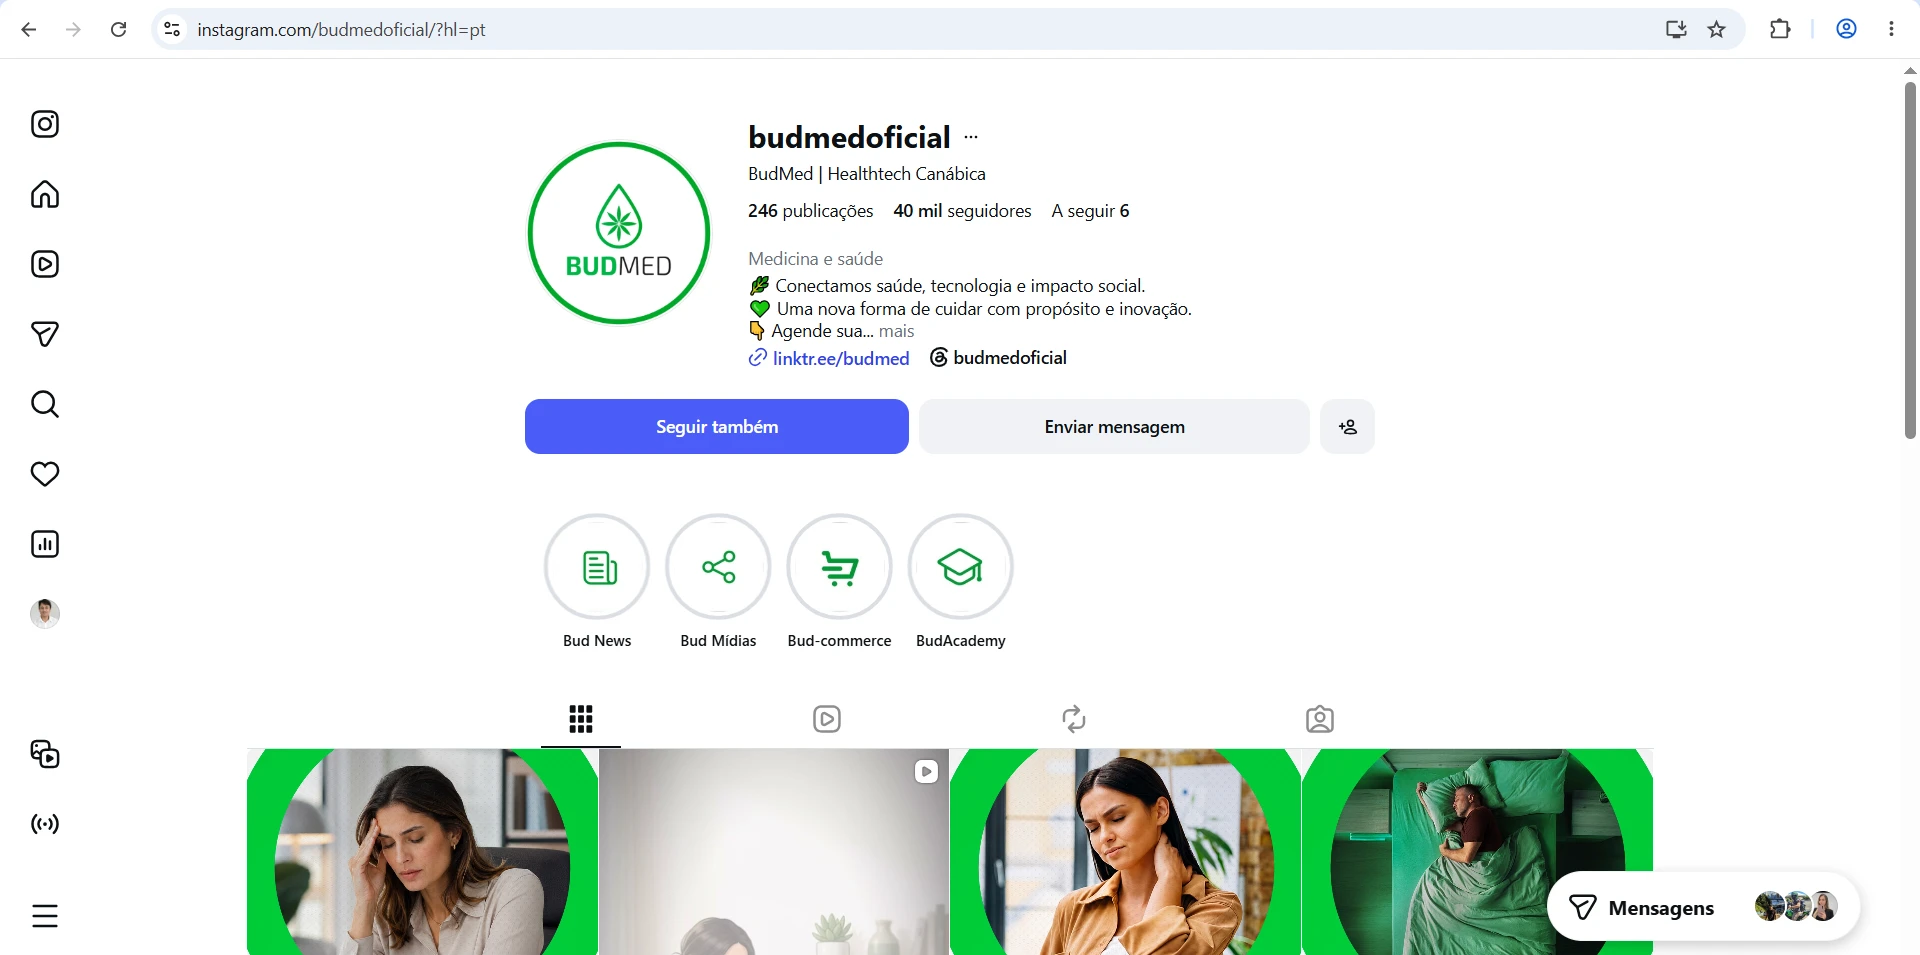 instagram.com/budmedoficial/?hl=pt
budmedoficial ...
BudMed | Healthtech Canábica
246 publicações 40 mil seguidores A seguir 6
BUDMED
Medicina e saúde
Conectamos saúde, tecnologia e impacto social.
Uma nova forma de cuidar com propósito e inovação.
Agende sua... mais
linktr.ee/budmed budmedoficial
Seguir também Enviar mensagem
Bud News Bud Mídias Bud-commerce BudAcademy
Mensagens